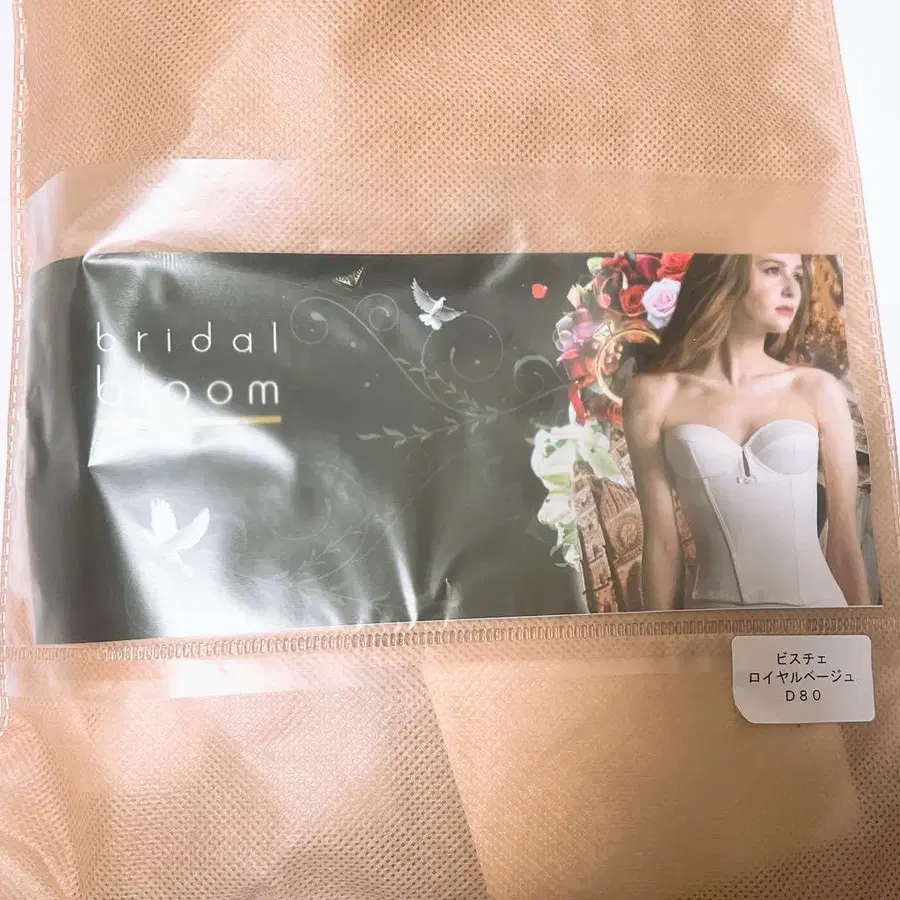 bridal
bloom
ビスチェ
ロイヤルベージュ
D80